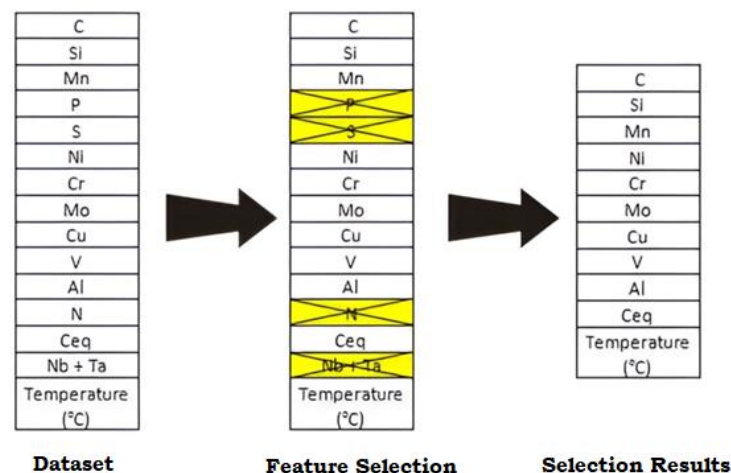 C
Si
Mn
P
S
Ni
Cr
Mo
Cu
V
Al
N
Ceq
Nb + Ta
Temperature
(°C)
Dataset
C
Si
Mn
P
S
Ni
Cr
Mo
Cu
V
Al
N
Ceq
Nb + Ta
Temperature
(°C)
Feature Selection
C
Si
Mn
Ni
Cr
Mo
Cu
V
Al
Ceq
Temperature
(°C)
Selection Results